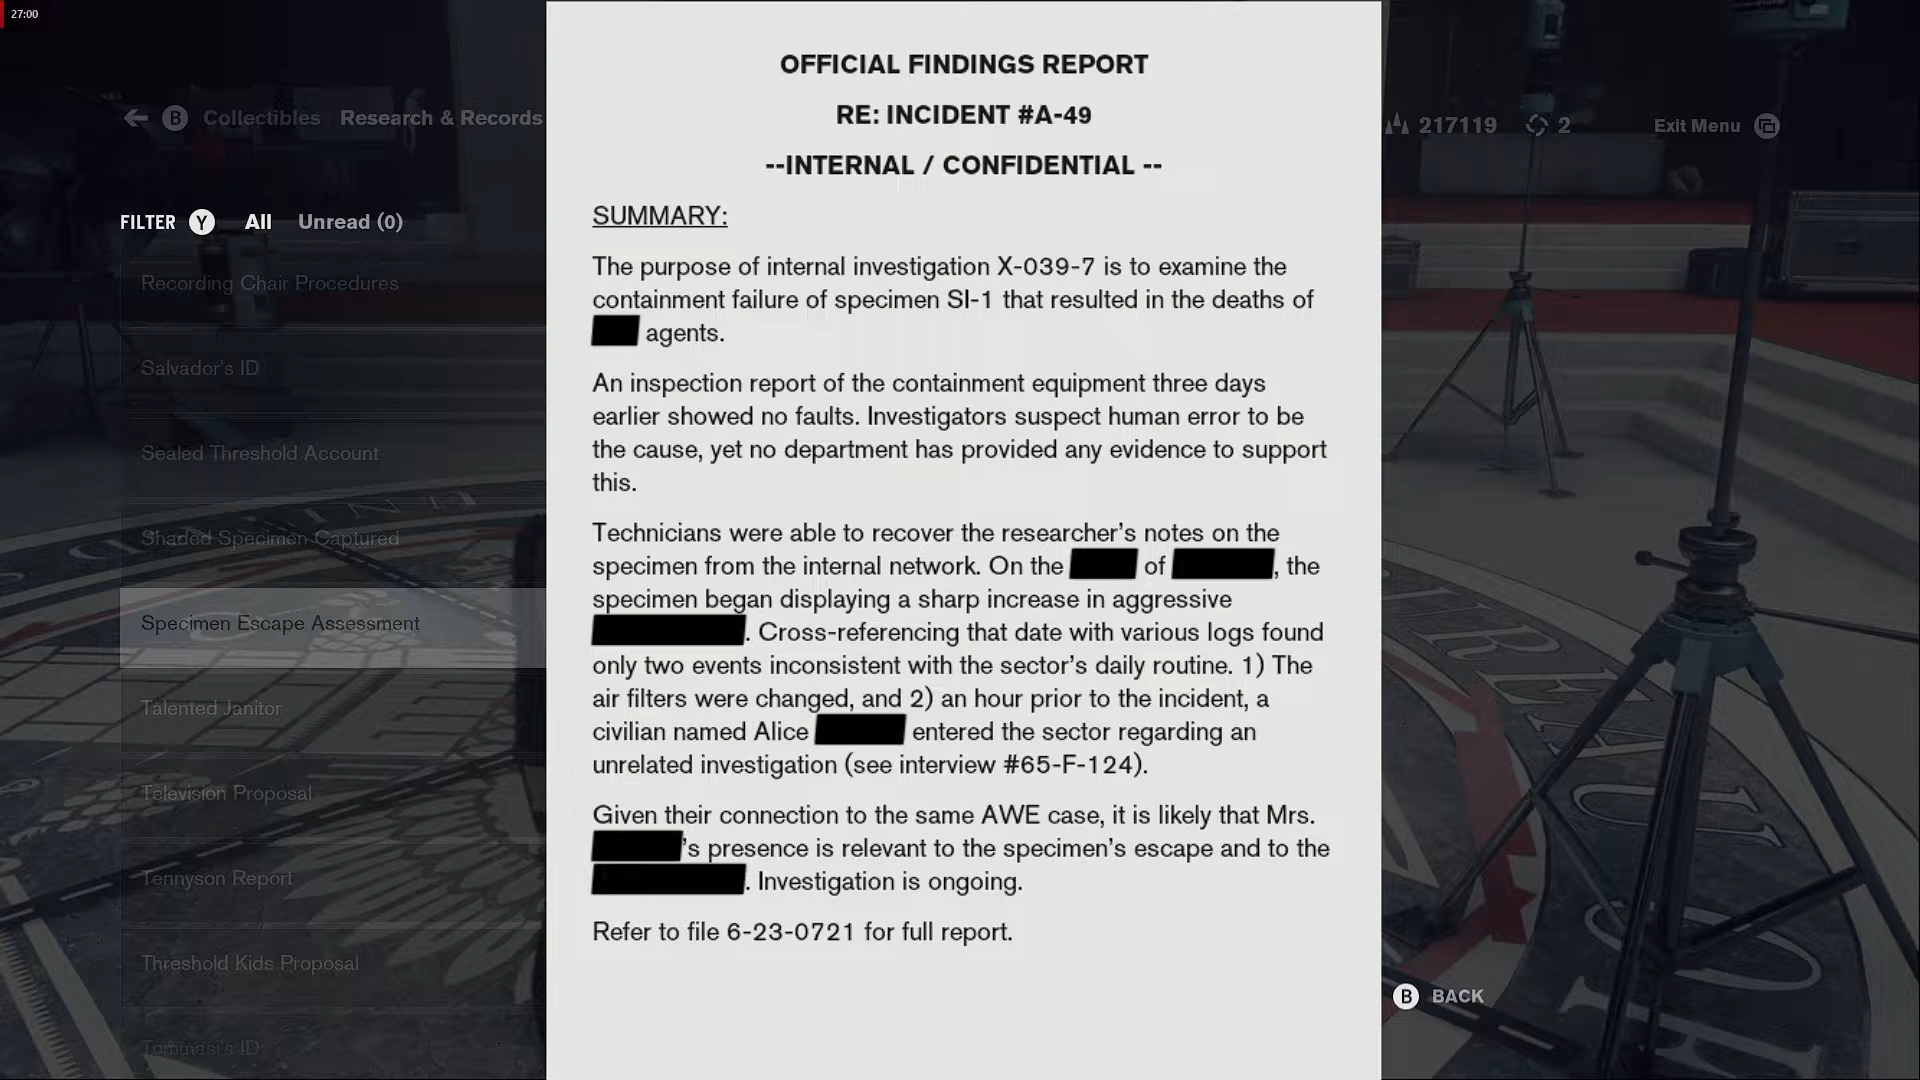 27:00
OFFICIAL FINDINGS REPORT
RE: INCIDENT #A-49
--INTERNAL / CONFIDENTIAL --
B Collectibles Research & Records
217119 2 Exit Menu
FILTER Y All Unread (0)
Recording Chair Procedures
Salvador's ID
Sealed Threshold Account
Shaded Specimen Captured
Specimen Escape Assessment
Talented Janitor
Television Proposal
Tennyson Report
Threshold Kids Proposal
Tommasi's ID
SUMMARY:
The purpose of internal investigation X-039-7 is to examine the
containment failure of specimen SI-1 that resulted in the deaths of
agents.
An inspection report of the containment equipment three days
earlier showed no faults. Investigators suspect human error to be
the cause, yet no department has provided any evidence to support
this.
Technicians were able to recover the researcher’s notes on the
specimen from the internal network. On the of , the
specimen began displaying a sharp increase in aggressive
. Cross-referencing that date with various logs found
only two events inconsistent with the sector’s daily routine. 1) The
air filters were changed, and 2) an hour prior to the incident, a
civilian named Alice entered the sector regarding an
unrelated investigation (see interview #65-F-124).
Given their connection to the same AWE case, it is likely that Mrs.
’s presence is relevant to the specimen’s escape and to the
. Investigation is ongoing.
Refer to file 6-23-0721 for full report.
B BACK